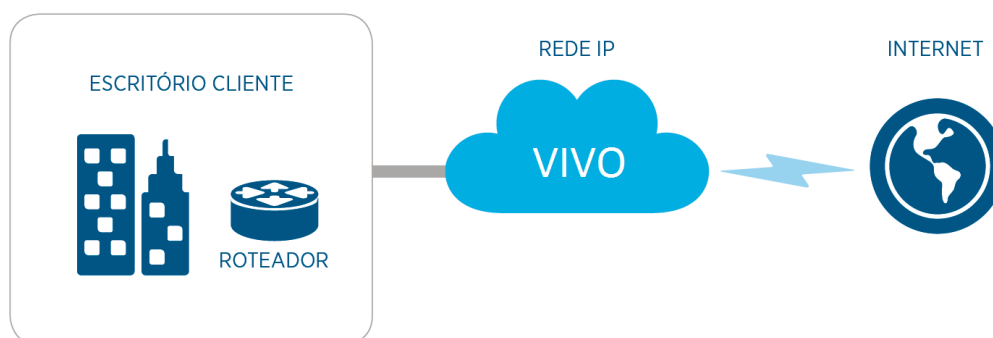 REDE IP
INTERNET
ESCRITÓRIO CLIENTE
VIVO
ROTEADOR